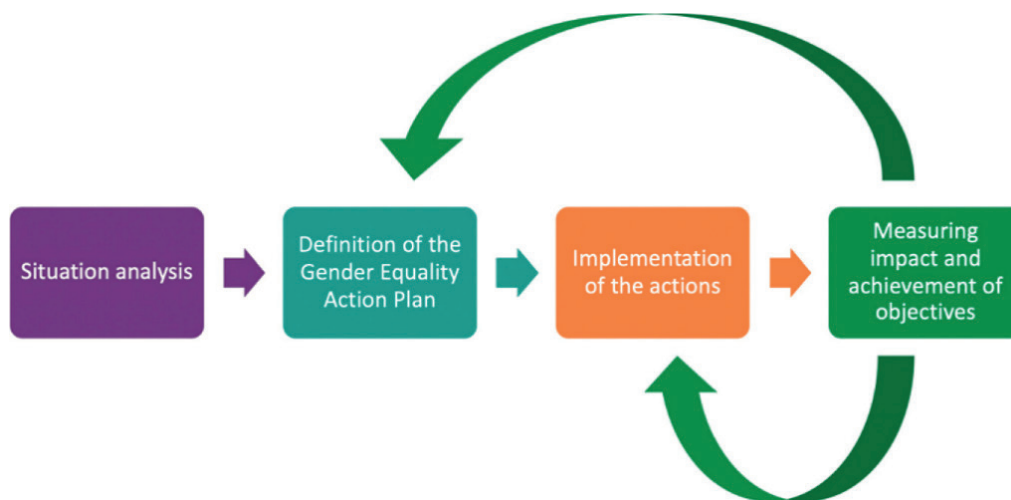 Situation analysis
Definition of the
Gender Equality
Action Plan
Implementation
of the actions
Measuring
impact and
achievement of
objectives